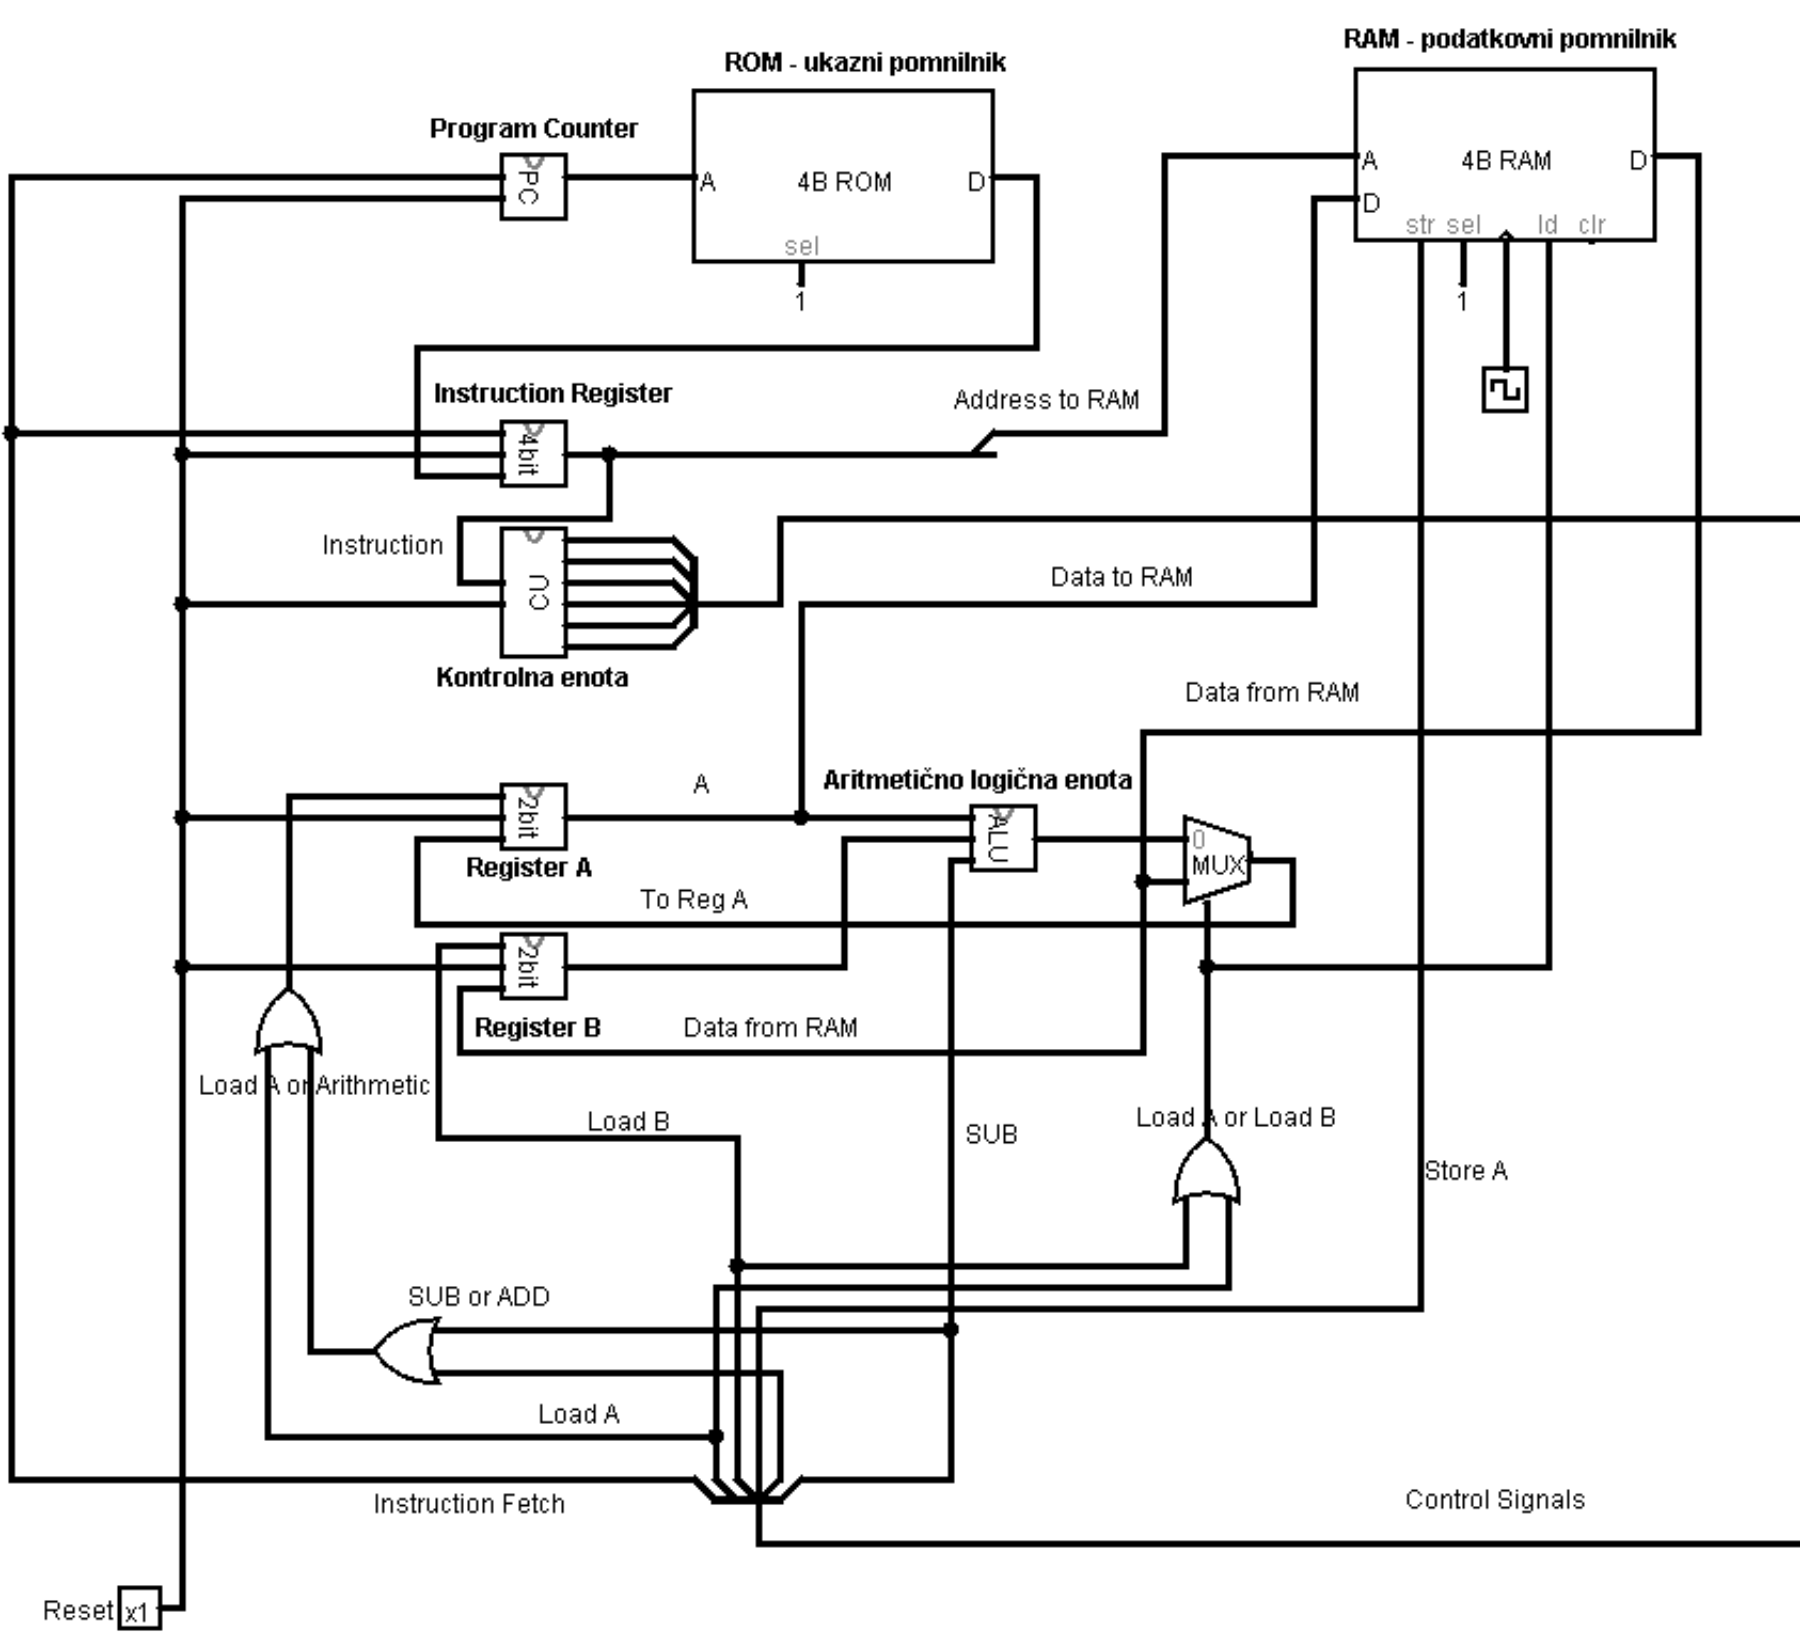 RAM - podatkovni pomnilnik
ROM - ukazni pomnilnik
Program Counter
PC
A
4B ROM
D
sel
1
A
4B RAM
D
D
str
sel
ld
clr
1
Instruction Register
4bit
Address to RAM
Instruction
CU
Data to RAM
Kontrolna enota
Data from RAM
Aritmetično logična enota
A
2bit
ALU
0
MUX
Register A
To Reg A
2bit
Register B
Data from RAM
Load A or Arithmetic
Load B
SUB
Load A or Load B
Store A
SUB or ADD
Load A
Instruction Fetch
Control Signals
Reset
x1